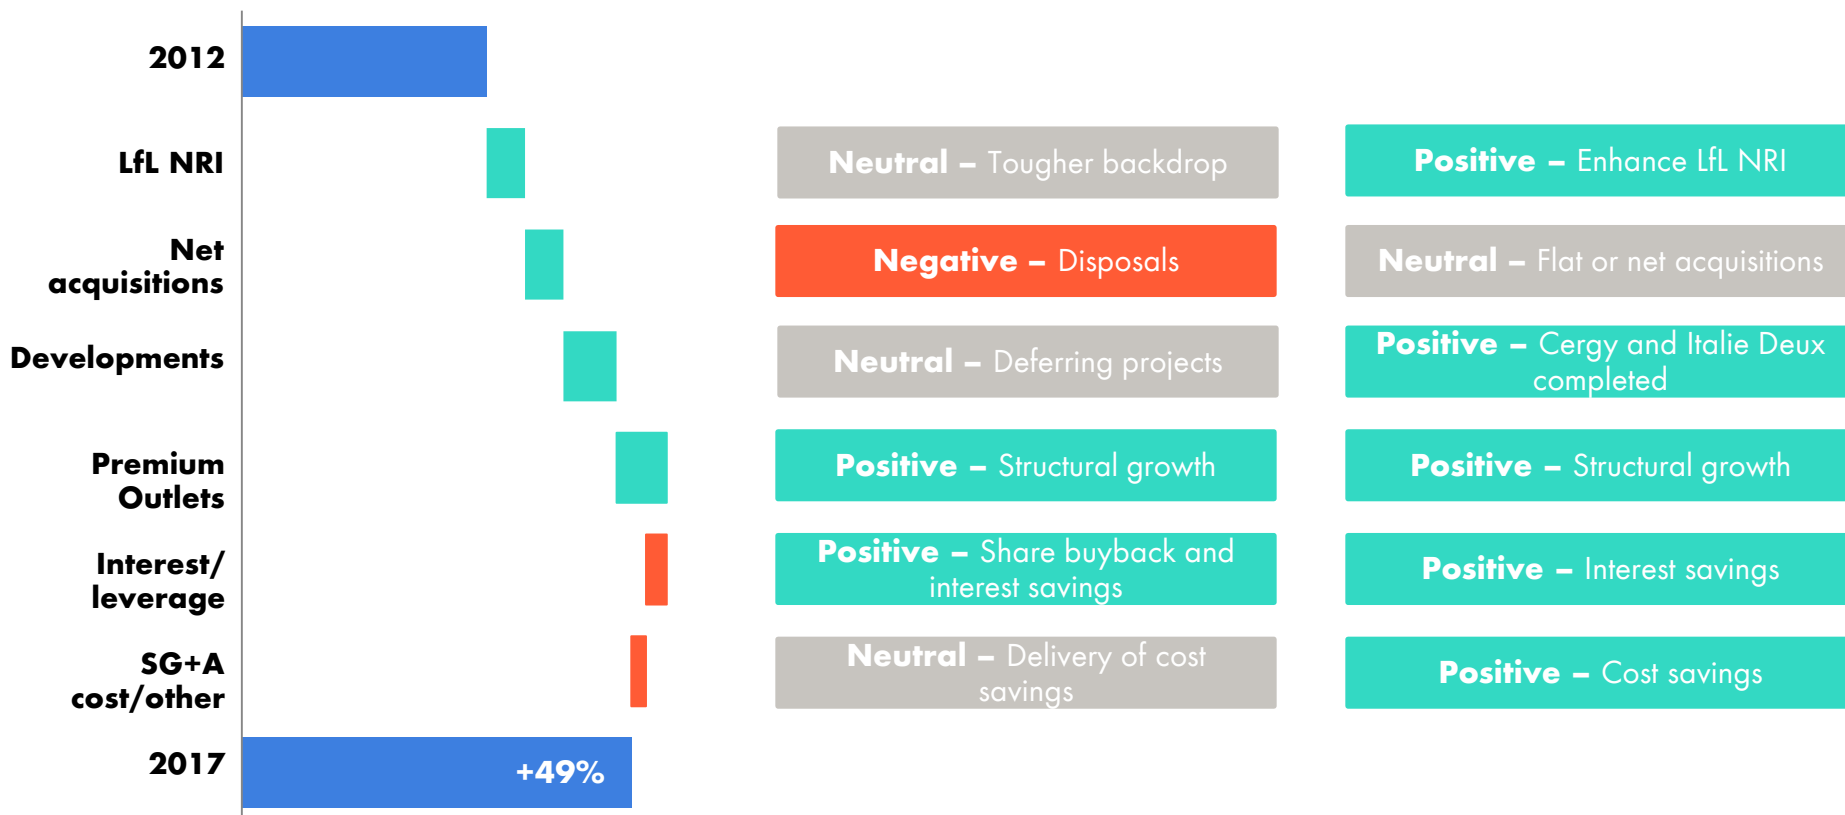 2012
LfL NRI
Neutral – Tougher backdrop
Positive – Enhance LfL NRI
Net
acquisitions
Negative – Disposals
Neutral – Flat or net acquisitions
Developments
Neutral – Deferring projects
Positive – Cergy and Italie Deux
completed
Premium
Outlets
Positive – Structural growth
Positive – Structural growth
Interest/
leverage
Positive – Share buyback and
interest savings
Positive – Interest savings
SG+A
cost/other
Neutral – Delivery of cost
savings
Positive – Cost savings
2017
+49%